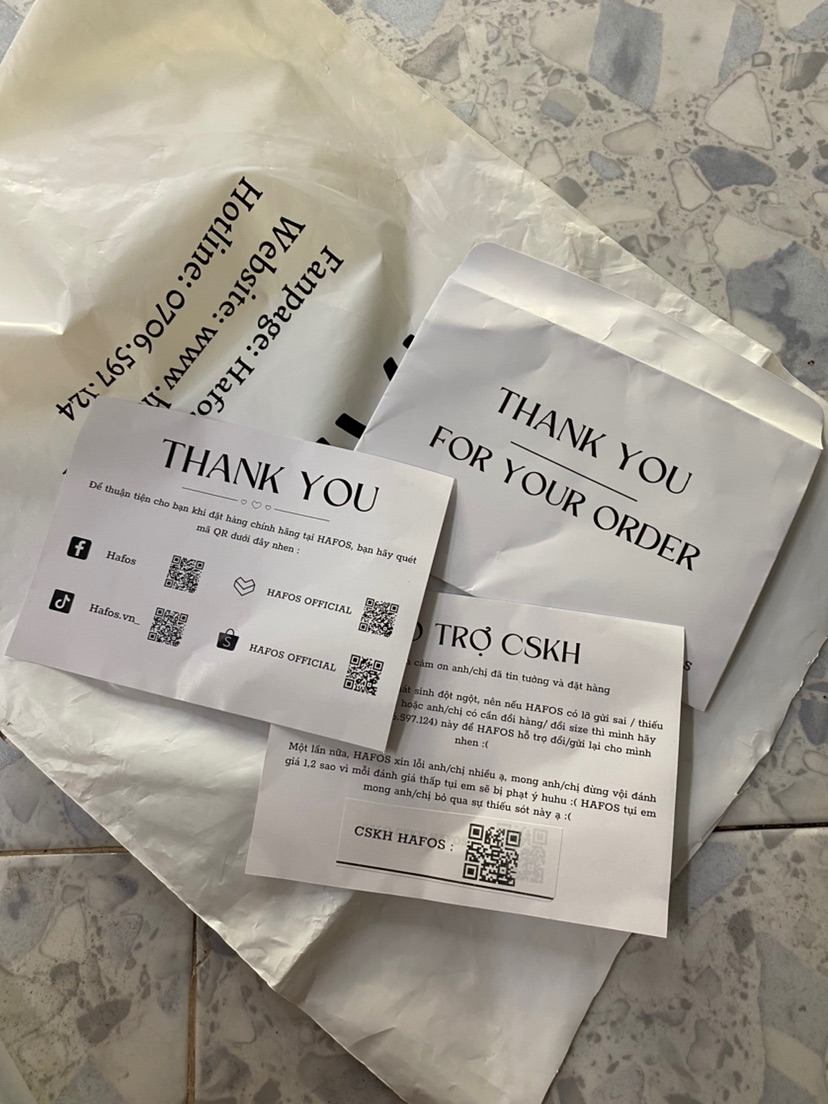 Fanpage: Hafos
Website: www.h
Hotline: 0706.597.124
THANK YOU
FOR YOUR ORDER
THANK YOU
Để thuận tiện cho bạn khi đặt hàng chính hãng tại HAFOS, bạn hãy quét
mã QR dưới đây nhen :
Hafos
HAFOS OFFICIAL
Hafos.vn_
HAFOS OFFICIAL
TRỢ CSKH
cảm ơn anh/chị đã tin tưởng và đặt hàng
sinh đột ngột, nên nếu HAFOS có lỡ gửi sai / thiếu
hoặc anh/chị có cần đổi hàng/ đổi size thì mình hãy
.597.124) này để HAFOS hỗ trợ đổi/gửi lại cho mình
nhen :(
Một lần nữa, HAFOS xin lỗi anh/chị nhiều ạ, mong anh/chị đừng vội đánh
giá 1,2 sao vì mỗi đánh giá thấp tụi em sẽ bị phạt ý huhu :( HAFOS tụi em
mong anh/chị bỏ qua sự thiếu sót này ạ :(
CSKH HAFOS :